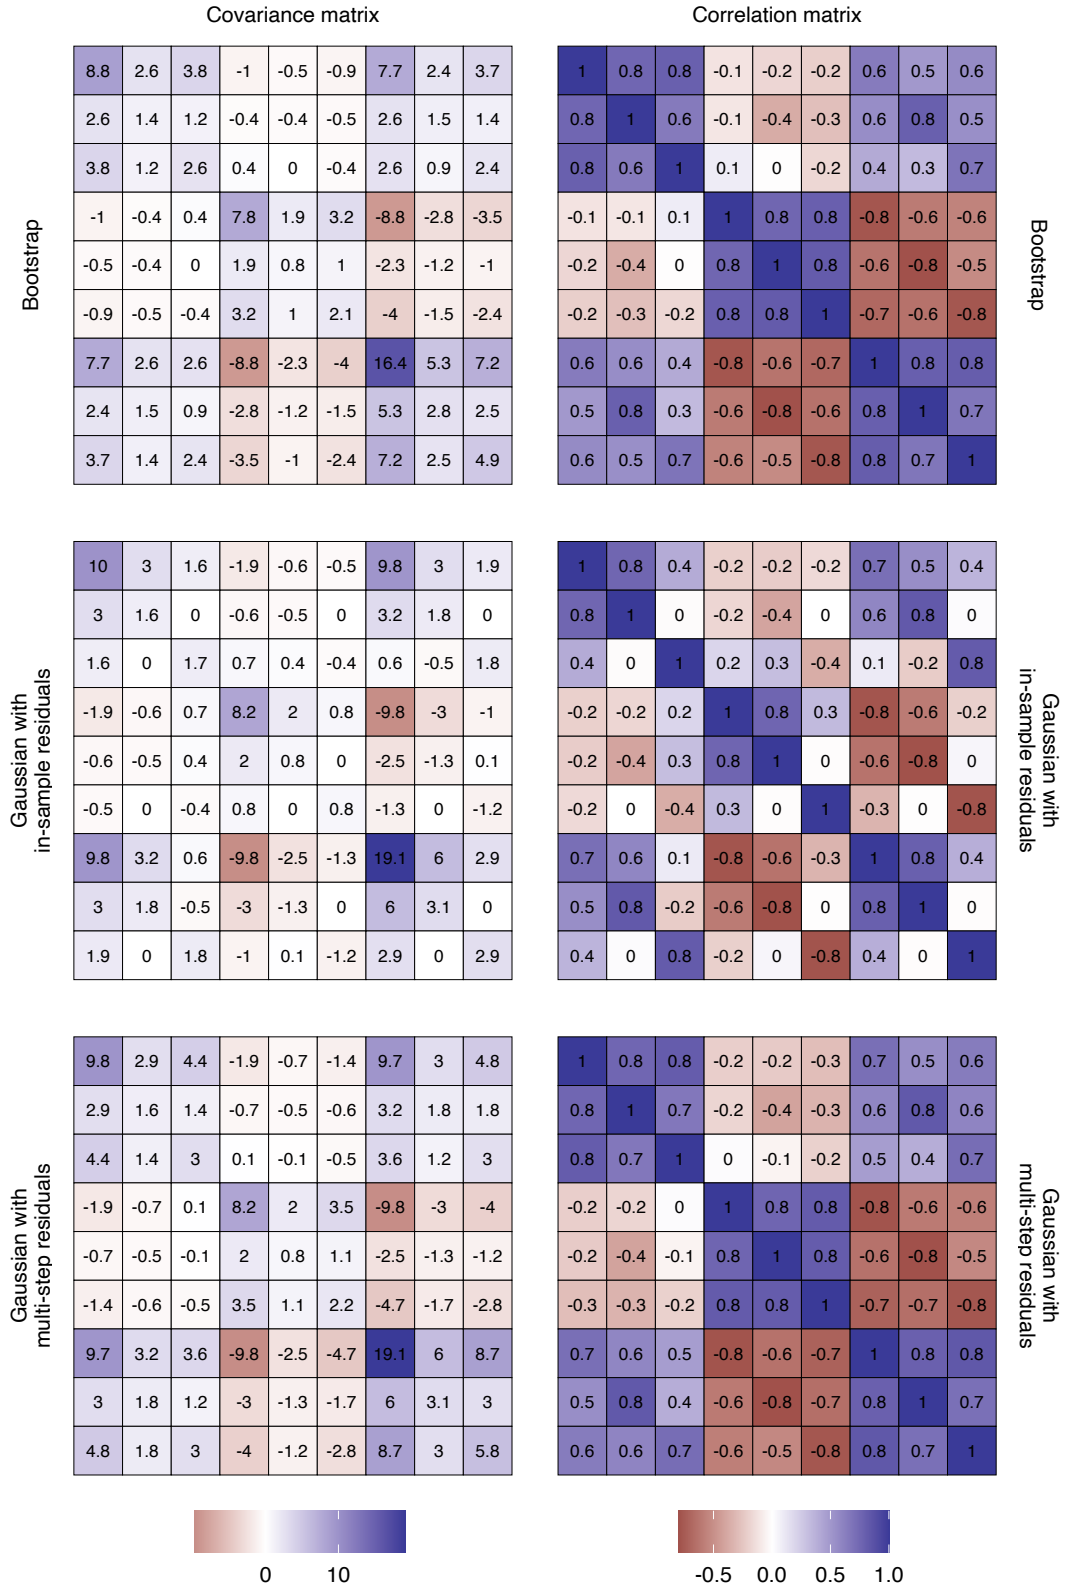 Covariance matrix Correlation matrix
Bootstrap
8.8 2.6 3.8 -1 -0.5 -0.9 7.7 2.4 3.7
2.6 1.4 1.2 -0.4 -0.4 -0.5 2.6 1.5 1.4
3.8 1.2 2.6 0.4 0 -0.4 2.6 0.9 2.4
-1 -0.4 0.4 7.8 1.9 3.2 -8.8 -2.8 -3.5
-0.5 -0.4 0 1.9 0.8 1 -2.3 -1.2 -1
-0.9 -0.5 -0.4 3.2 1 2.1 -4 -1.5 -2.4
7.7 2.6 2.6 -8.8 -2.3 -4 16.4 5.3 7.2
2.4 1.5 0.9 -2.8 -1.2 -1.5 5.3 2.8 2.5
3.7 1.4 2.4 -3.5 -1 -2.4 7.2 2.5 4.9
1 0.8 0.8 -0.1 -0.2 -0.2 0.6 0.5 0.6
0.8 1 0.6 -0.1 -0.4 -0.3 0.6 0.8 0.5
0.8 0.6 1 0.1 0 -0.2 0.4 0.3 0.7
-0.1 -0.1 0.1 1 0.8 0.8 -0.8 -0.6 -0.6
-0.2 -0.4 0 0.8 1 0.8 -0.6 -0.8 -0.5
-0.2 -0.3 -0.2 0.8 0.8 1 -0.7 -0.6 -0.8
0.6 0.6 0.4 -0.8 -0.6 -0.7 1 0.8 0.8
0.5 0.8 0.3 -0.6 -0.8 -0.6 0.8 1 0.7
0.6 0.5 0.7 -0.6 -0.5 -0.8 0.8 0.7 1
Bootstrap
Gaussian with
in-sample residuals
10 3 1.6 -1.9 -0.6 -0.5 9.8 3 1.9
3 1.6 0 -0.6 -0.5 0 3.2 1.8 0
1.6 0 1.7 0.7 0.4 -0.4 0.6 -0.5 1.8
-1.9 -0.6 0.7 8.2 2 0.8 -9.8 -3 -1
-0.6 -0.5 0.4 2 0.8 0 -2.5 -1.3 0.1
-0.5 0 -0.4 0.8 0 0.8 -1.3 0 -1.2
9.8 3.2 0.6 -9.8 -2.5 -1.3 19.1 6 2.9
3 1.8 -0.5 -3 -1.3 0 6 3.1 0
1.9 0 1.8 -1 0.1 -1.2 2.9 0 2.9
1 0.8 0.4 -0.2 -0.2 -0.2 0.7 0.5 0.4
0.8 1 0 -0.2 -0.4 0 0.6 0.8 0
0.4 0 1 0.2 0.3 -0.4 0.1 -0.2 0.8
-0.2 -0.2 0.2 1 0.8 0.3 -0.8 -0.6 -0.2
-0.2 -0.4 0.3 0.8 1 0 -0.6 -0.8 0
-0.2 0 -0.4 0.3 0 1 -0.3 0 -0.8
0.7 0.6 0.1 -0.8 -0.6 -0.3 1 0.8 0.4
0.5 0.8 -0.2 -0.6 -0.8 0 0.8 1 0
0.4 0 0.8 -0.2 0 -0.8 0.4 0 1
Gaussian with
in-sample residuals
Gaussian with
multi-step residuals
9.8 2.9 4.4 -1.9 -0.7 -1.4 9.7 3 4.8
2.9 1.6 1.4 -0.7 -0.5 -0.6 3.2 1.8 1.8
4.4 1.4 3 0.1 -0.1 -0.5 3.6 1.2 3
-1.9 -0.7 0.1 8.2 2 3.5 -9.8 -3 -4
-0.7 -0.5 -0.1 2 0.8 1.1 -2.5 -1.3 -1.2
-1.4 -0.6 -0.5 3.5 1.1 2.2 -4.7 -1.7 -2.8
9.7 3.2 3.6 -9.8 -2.5 -4.7 19.1 6 8.7
3 1.8 1.2 -3 -1.3 -1.7 6 3.1 3
4.8 1.8 3 -4 -1.2 -2.8 8.7 3 5.8
1 0.8 0.8 -0.2 -0.2 -0.3 0.7 0.5 0.6
0.8 1 0.7 -0.2 -0.4 -0.3 0.6 0.8 0.6
0.8 0.7 1 0 -0.1 -0.2 0.5 0.4 0.7
-0.2 -0.2 0 1 0.8 0.8 -0.8 -0.6 -0.6
-0.2 -0.4 -0.1 0.8 1 0.8 -0.6 -0.8 -0.5
-0.3 -0.3 -0.2 0.8 0.8 1 -0.7 -0.7 -0.8
0.7 0.6 0.5 -0.8 -0.6 -0.7 1 0.8 0.8
0.5 0.8 0.4 -0.6 -0.8 -0.7 0.8 1 0.7
0.6 0.6 0.7 -0.6 -0.5 -0.8 0.8 0.7 1
Gaussian with
multi-step residuals
0 10
-0.5 0.0 0.5 1.0